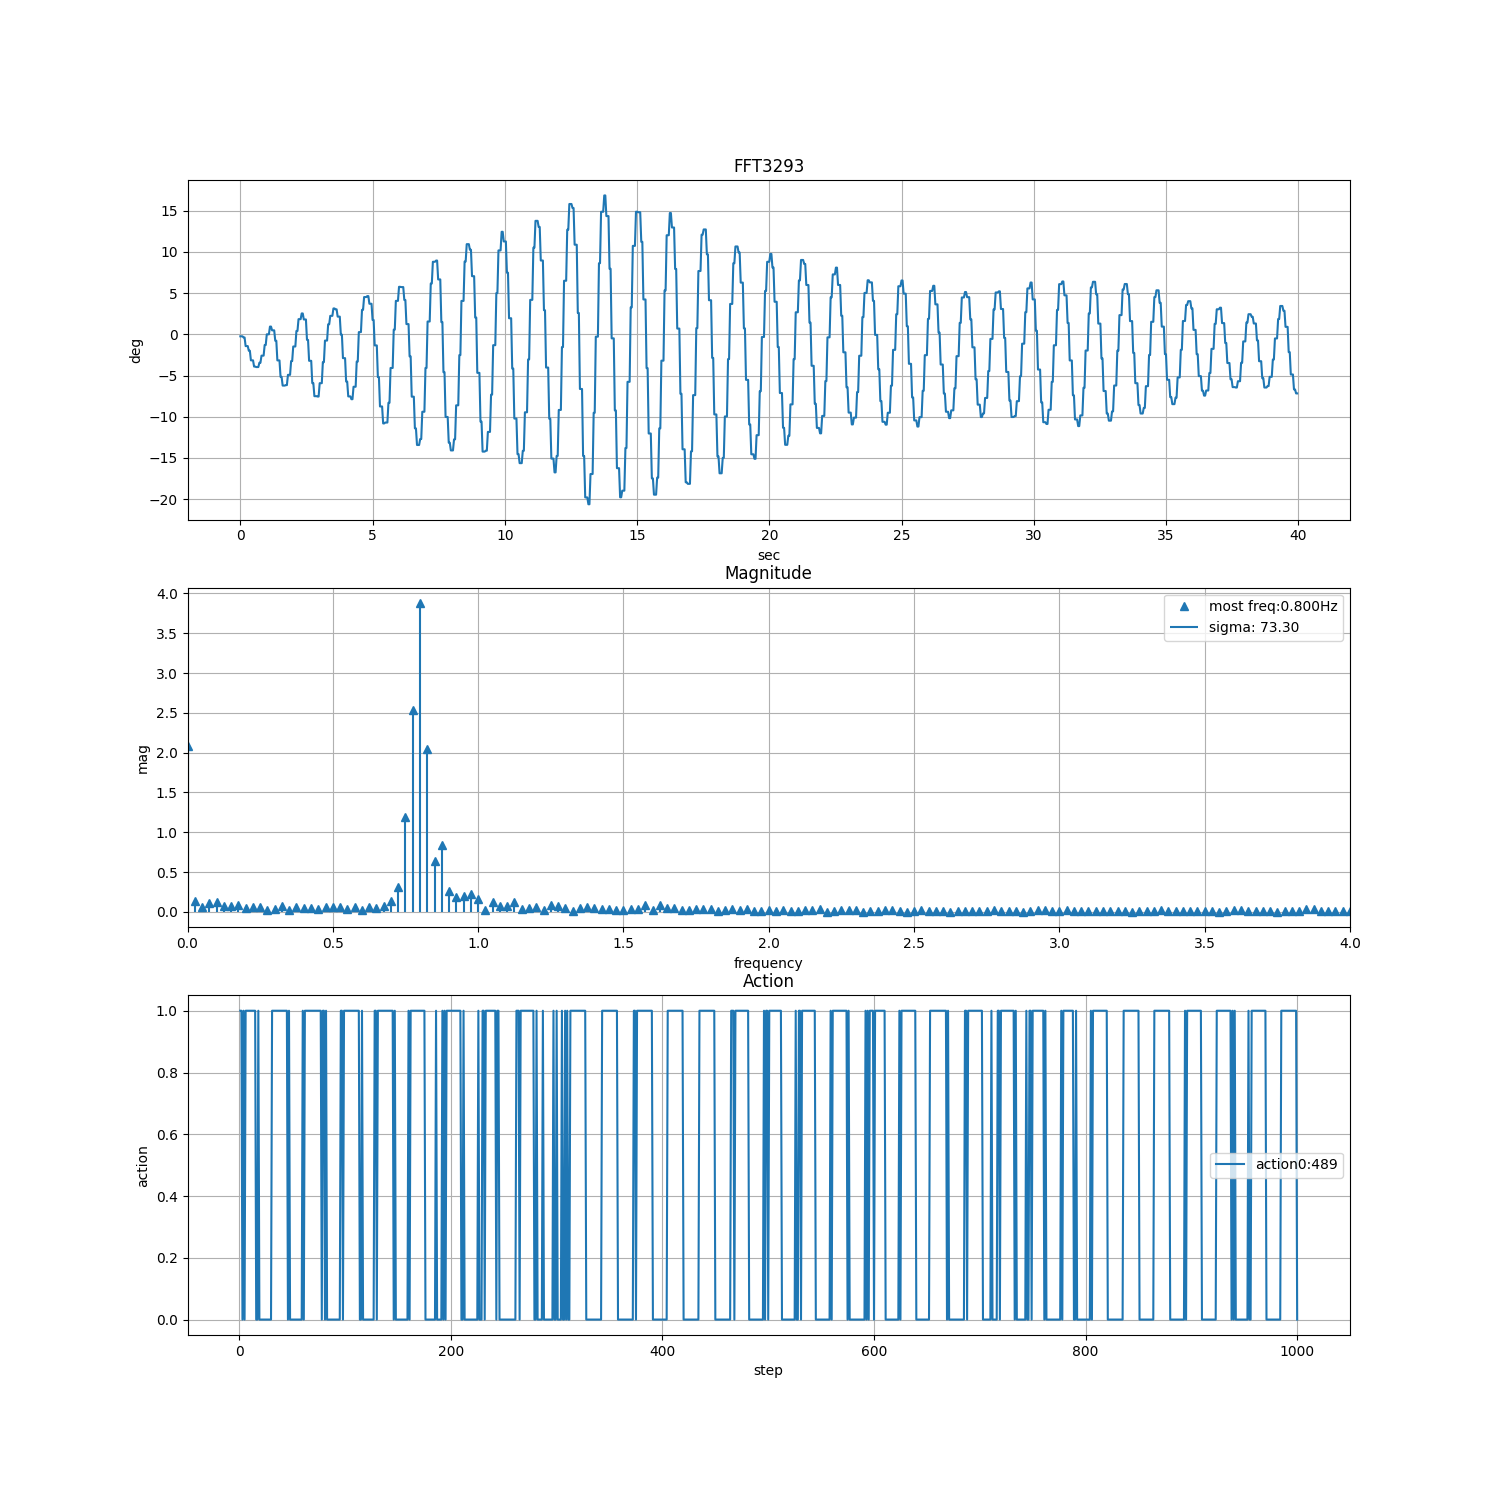 FFT3293
15
10
5
0
−5
−10
−15
−20
deg
0 5 10 15 20 25 30 35 40
sec
Magnitude
4.0
3.5
3.0
2.5
2.0
1.5
1.0
0.5
0.0
mag
most freq:0.800Hz
sigma: 73.30
0.0 0.5 1.0 1.5 2.0 2.5 3.0 3.5 4.0
frequency
Action
1.0
0.8
0.6
0.4
0.2
0.0
action
action0:489
0 200 400 600 800 1000
step